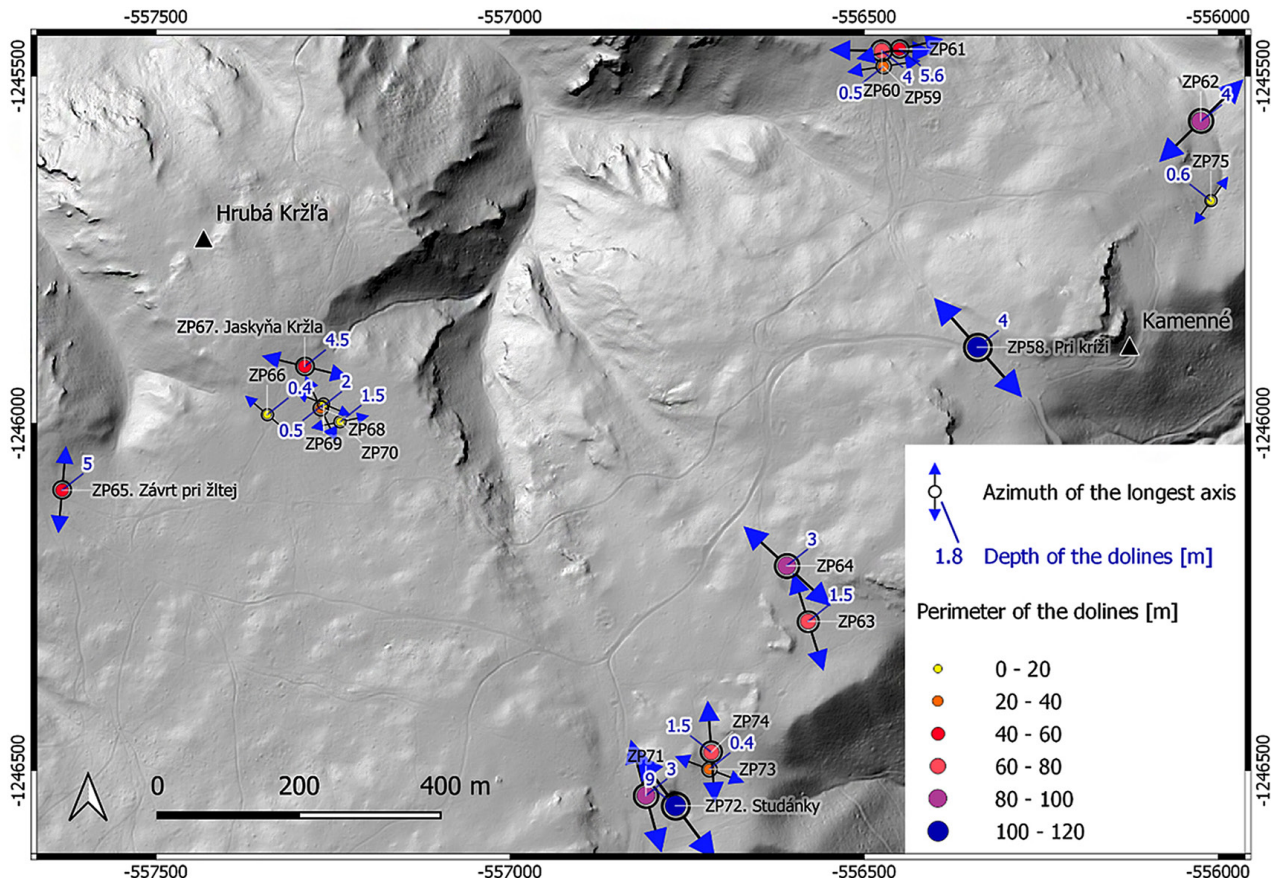 -557500
-557000
-556500
-556000
-1245500
-1245500
ZP61
4
5.6
0.5
ZP60
ZP59
ZP62
4
ZP75
0.6
Hrubá Kržľa
ZP67. Jaskyňa Kržla
4.5
4
ZP58. Pri kríži
Kamenné
ZP66
0.4
2
1.5
0.5
ZP68
ZP69
ZP70
-1246000
-1246000
5
ZP65. Závrt pri žltej
3
ZP64
1.5
ZP63
1.5
ZP74
0.4
ZP73
ZP71
9
3
ZP72. Studánky
-1246500
-1246500
0
200
400 m
Azimuth of the longest axis
1.8
Depth of the dolines [m]
Perimeter of the dolines [m]
0 - 20
20 - 40
40 - 60
60 - 80
80 - 100
100 - 120
-557500
-557000
-556500
-556000